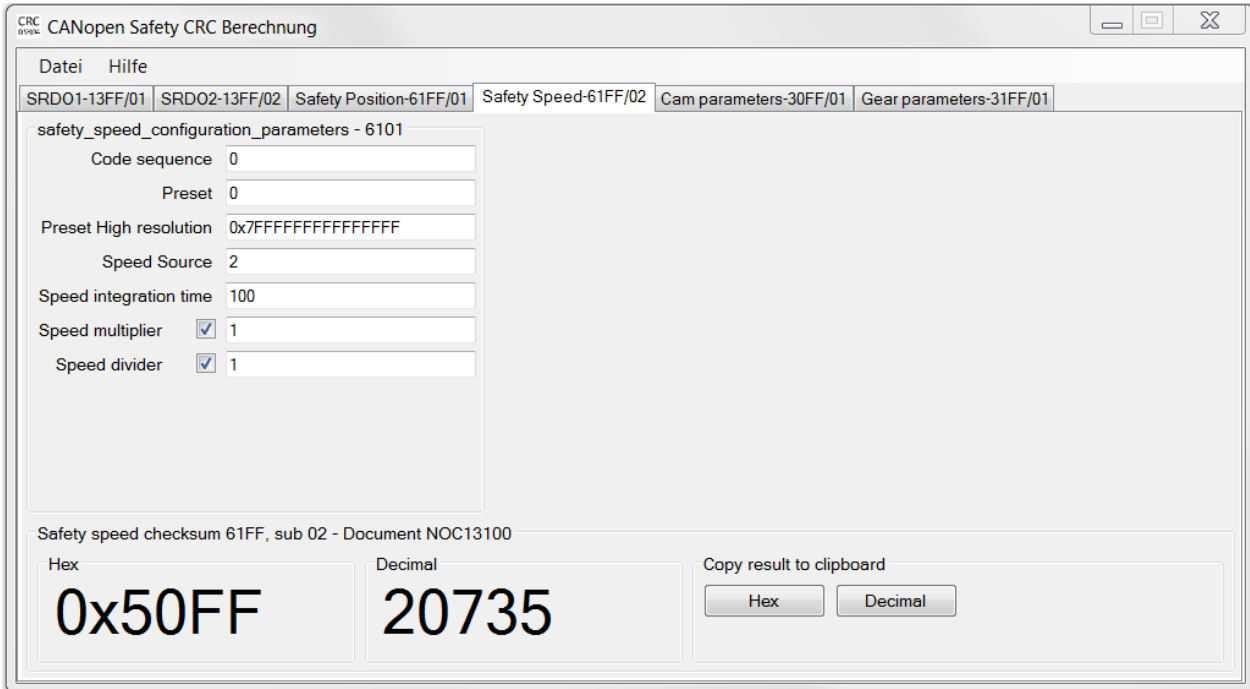 CRC CANopen Safety CRC Berechnung
Datei Hilfe
SRDO1-13FF/01 SRDO2-13FF/02 Safety Position-61FF/01 Safety Speed-61FF/02 Cam parameters-30FF/01 Gear parameters-31FF/01
safety_speed_configuration_parameters - 6101
Code sequence 0
Preset 0
Preset High resolution 0x7FFFFFFFFFFFFFFF
Speed Source 2
Speed integration time 100
Speed multiplier 1
Speed divider 1
Safety speed checksum 61FF, sub 02 - Document NOC13100
Hex Decimal Copy result to clipboard
0x50FF 20735 Hex Decimal